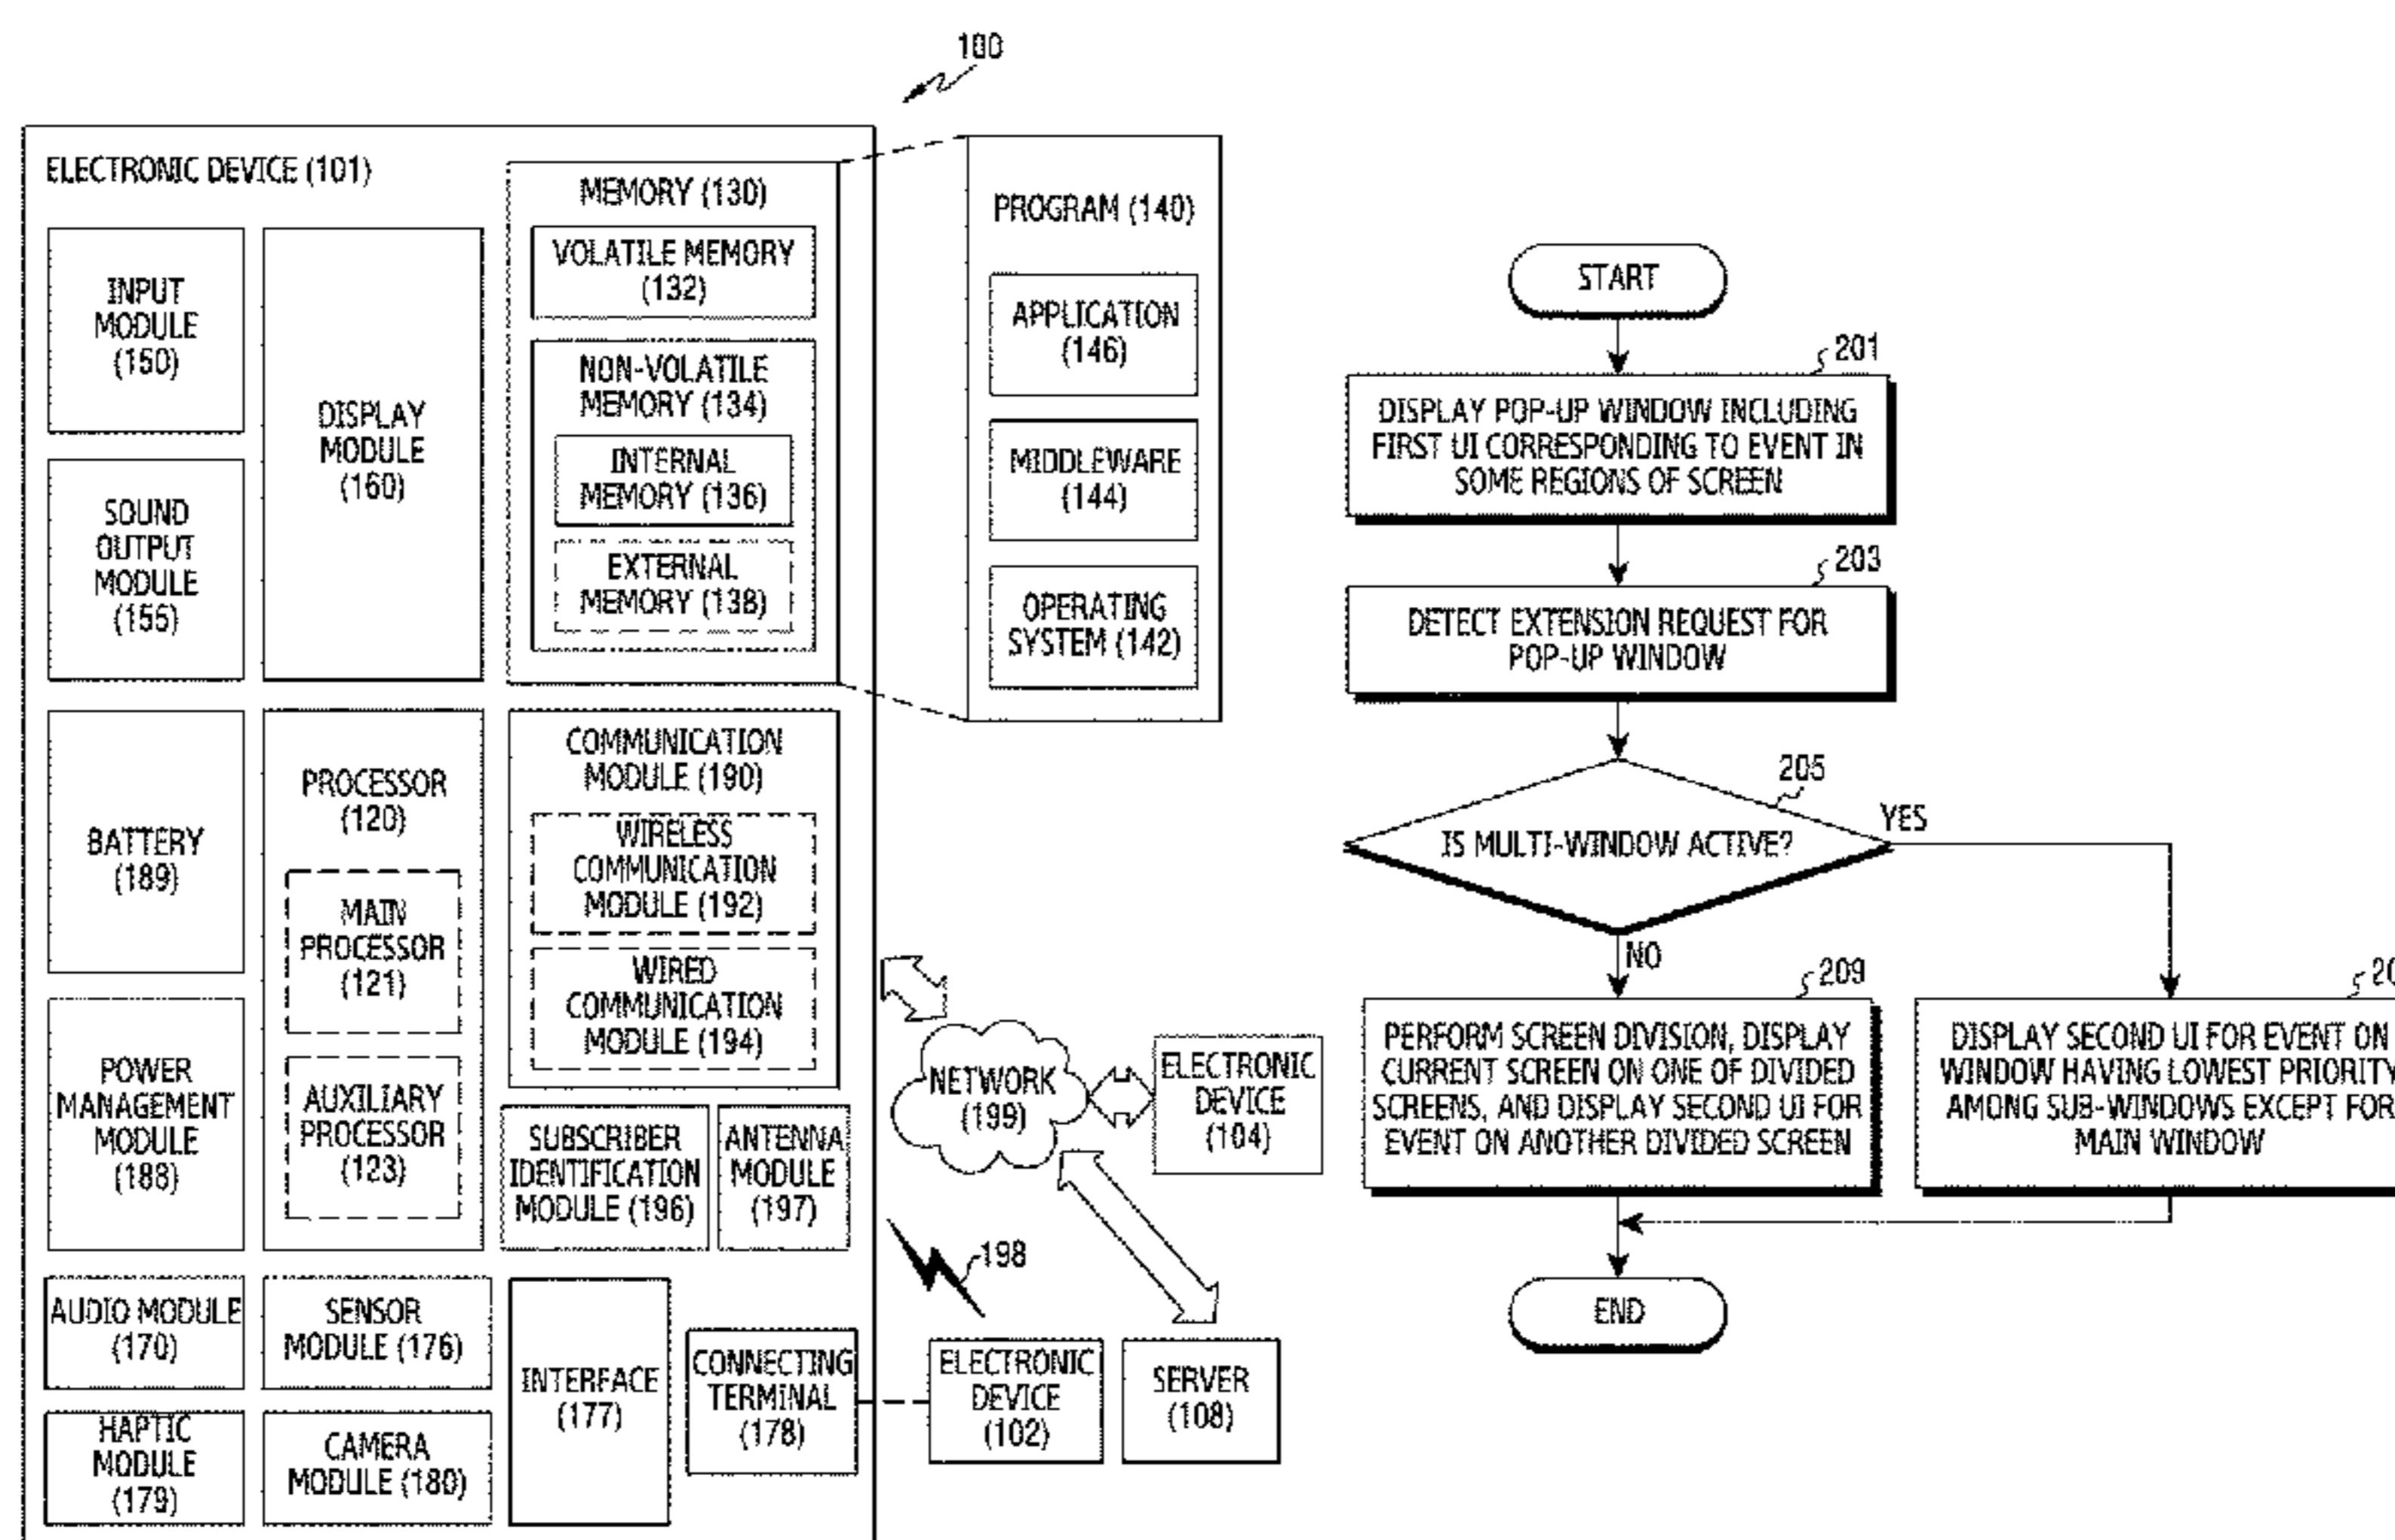 100
ELECTRONIC DEVICE (101)
INPUT
MODULE
(150)
DISPLAY
MODULE
(160)
SOUND
OUTPUT
MODULE
(155)
MEMORY (130)
VOLATILE MEMORY
(132)
NON-VOLATILE
MEMORY (134)
INTERNAL
MEMORY (136)
EXTERNAL
MEMORY (138)
PROGRAM (140)
APPLICATION
(146)
MIDDLEWARE
(144)
OPERATING
SYSTEM (142)
BATTERY
(189)
PROCESSOR
(120)
MAIN
PROCESSOR
(121)
AUXILIARY
PROCESSOR
(123)
COMMUNICATION
MODULE (190)
WIRELESS
COMMUNICATION
MODULE (192)
WIRED
COMMUNICATION
MODULE (194)
POWER
MANAGEMENT
MODULE
(188)
SUBSCRIBER
IDENTIFICATION
MODULE (196)
ANTENNA
MODULE
(197)
AUDIO MODULE
(170)
SENSOR
MODULE (176)
INTERFACE
(177)
CONNECTING
TERMINAL
(178)
HAPTIC
MODULE
(179)
CAMERA
MODULE (180)
NETWORK
(199)
ELECTRONIC
DEVICE
(104)
198
ELECTRONIC
DEVICE
(102)
SERVER
(108)
START
201
DISPLAY POP-UP WINDOW INCLUDING
FIRST UI CORRESPONDING TO EVENT IN
SOME REGIONS OF SCREEN
203
DETECT EXTENSION REQUEST FOR
POP-UP WINDOW
205
IS MULTI-WINDOW ACTIVE?
YES
NO
209
PERFORM SCREEN DIVISION, DISPLAY
CURRENT SCREEN ON ONE OF DIVIDED
SCREENS, AND DISPLAY SECOND UI FOR
EVENT ON ANOTHER DIVIDED SCREEN
DISPLAY SECOND UI FOR EVENT ON
WINDOW HAVING LOWEST PRIORITY
AMONG SUB-WINDOWS EXCEPT FOR
MAIN WINDOW
END